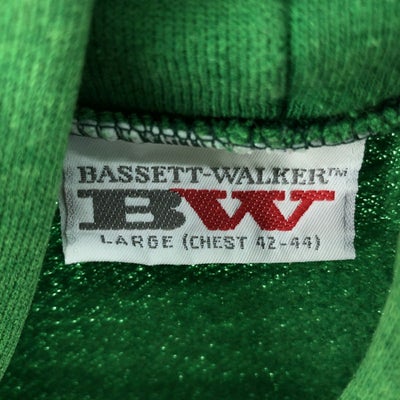 BASSETT-WALKER™
BW
LARGE (CHEST 42-44)